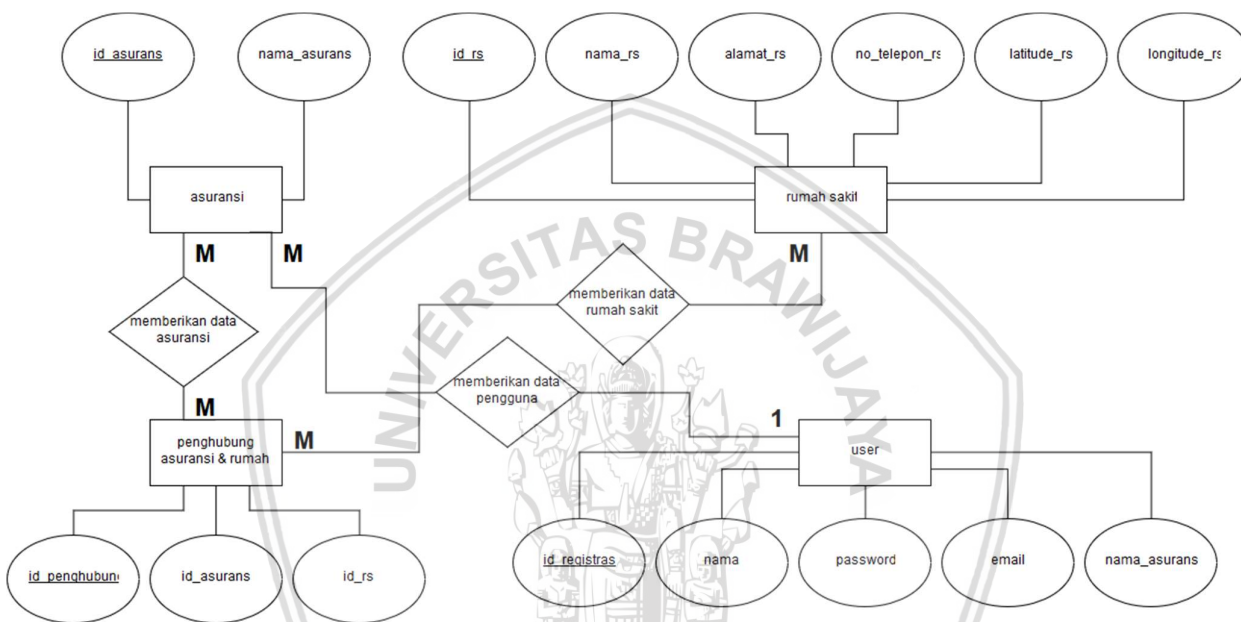 id_asurans
nama_asurans
id_rs
nama_rs
alamat_rs
no_telepon_rs
latitude_rs
longitude_rs
asuransi
rumah sakit
UNIVERSITAS BRAWIJAYA
M
M
M
memberikan data
asuransi
memberikan data
rumah sakit
memberikan data
pengguna
M
M
1
penghubung
asuransi & rumah
user
id_penghubung
id_asurans
id_rs
id_registras
nama
password
email
nama_asurans